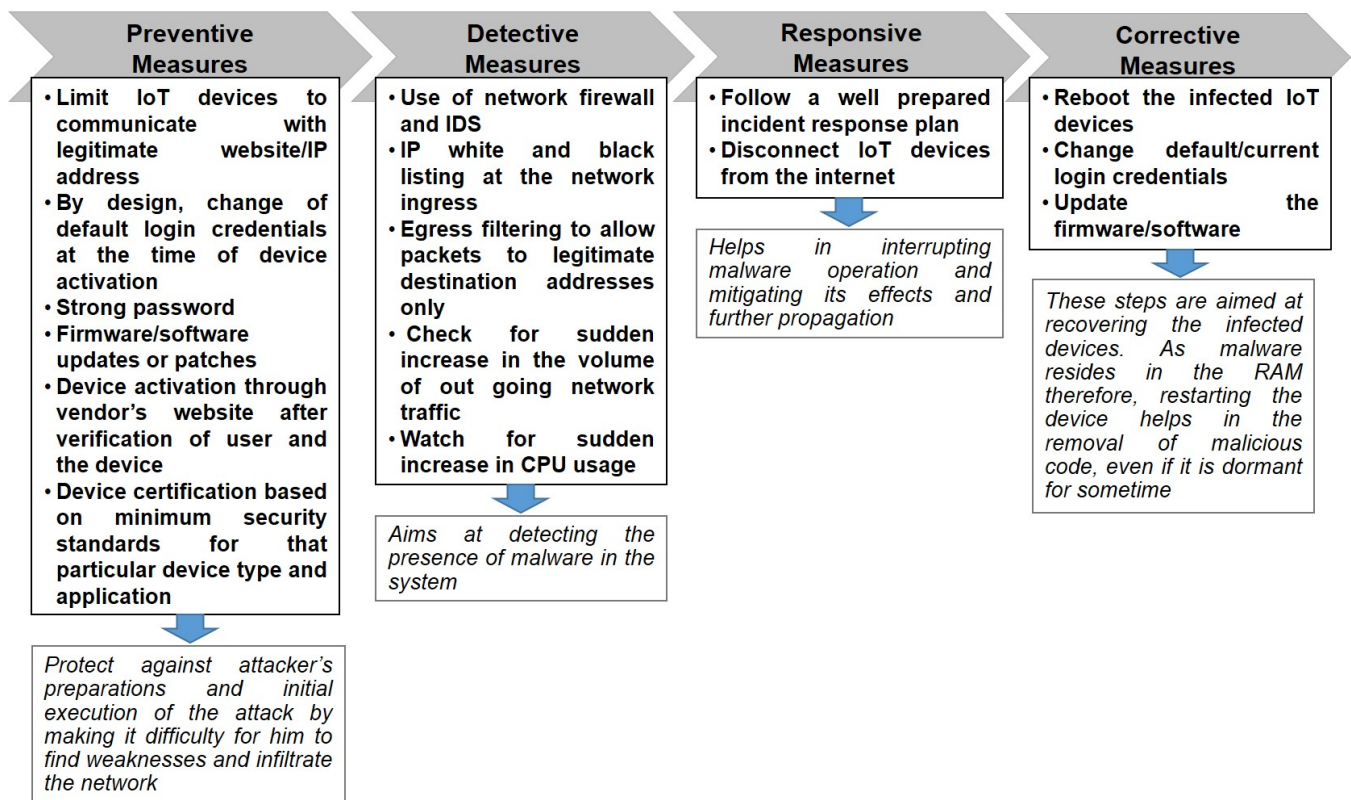 Preventive
Measures
• Limit IoT devices to
communicate with
legitimate website/IP
address
• By design, change of
default login credentials
at the time of device
activation
• Strong password
• Firmware/software
updates or patches
• Device activation through
vendor’s website after
verification of user and
the device
• Device certification based
on minimum security
standards for that
particular device type and
application
Protect against attacker’s
preparations and initial
execution of the attack by
making it difficulty for him to
find weaknesses and infiltrate
the network
Detective
Measures
• Use of network firewall
and IDS
• IP white and black
listing at the network
ingress
• Egress filtering to allow
packets to legitimate
destination addresses
only
• Check for sudden
increase in the volume
of out going network
traffic
• Watch for sudden
increase in CPU usage
Aims at detecting the
presence of malware in the
system
Responsive
Measures
• Follow a well prepared
incident response plan
• Disconnect IoT devices
from the internet
Helps in interrupting
malware operation and
mitigating its effects and
further propagation
Corrective
Measures
• Reboot the infected IoT
devices
• Change default/current
login credentials
• Update the
firmware/software
These steps are aimed at
recovering the infected
devices. As malware
resides in the RAM
therefore, restarting the
device helps in the
removal of malicious
code, even if it is dormant
for sometime